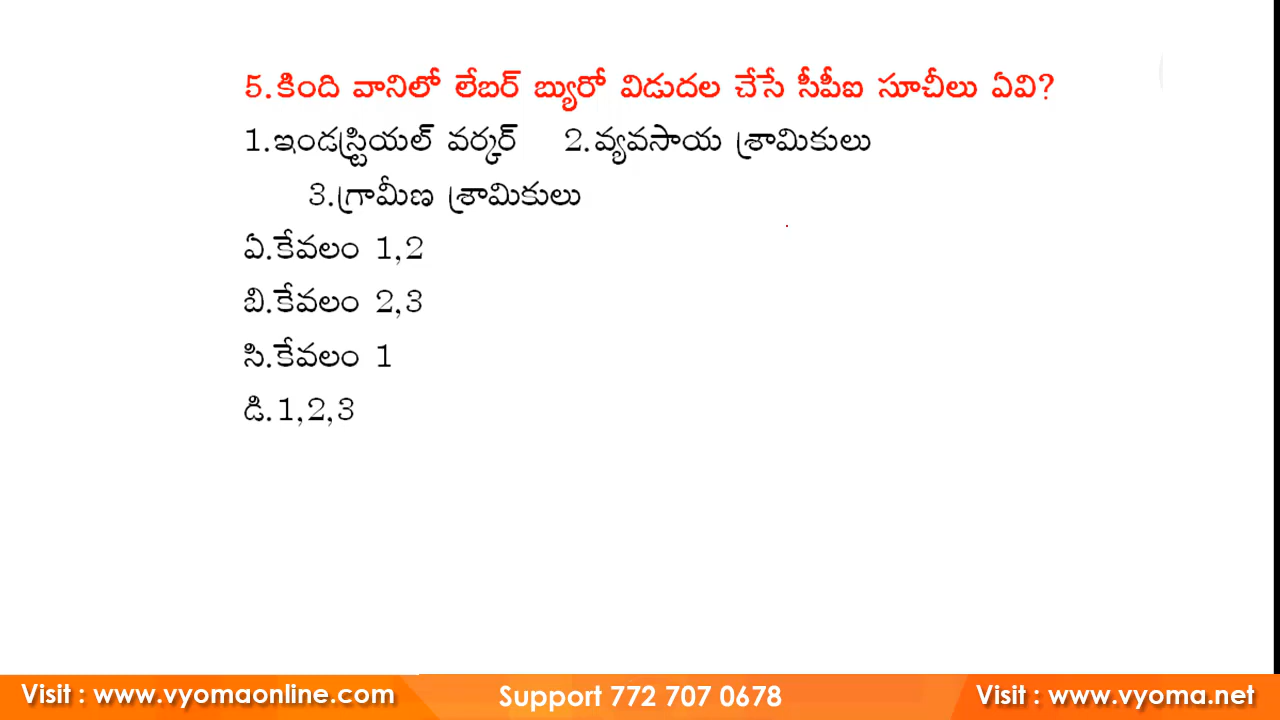 5.కింది వానిలో లేబర్ బ్యురో విడుదల చేసే సీపీఐ సూచీలు ఏవి?
1.ఇండస్ట్రియల్ వర్కర్ 2.వ్యవసాయ శ్రామికులు
3.గ్రామీణ శ్రామికులు
ఏ.కేవలం 1,2
బి.కేవలం 2,3
సి.కేవలం 1
డి.1,2,3
Visit : www.vyomaonline.com Support 772 707 0678 Visit : www.vyoma.net